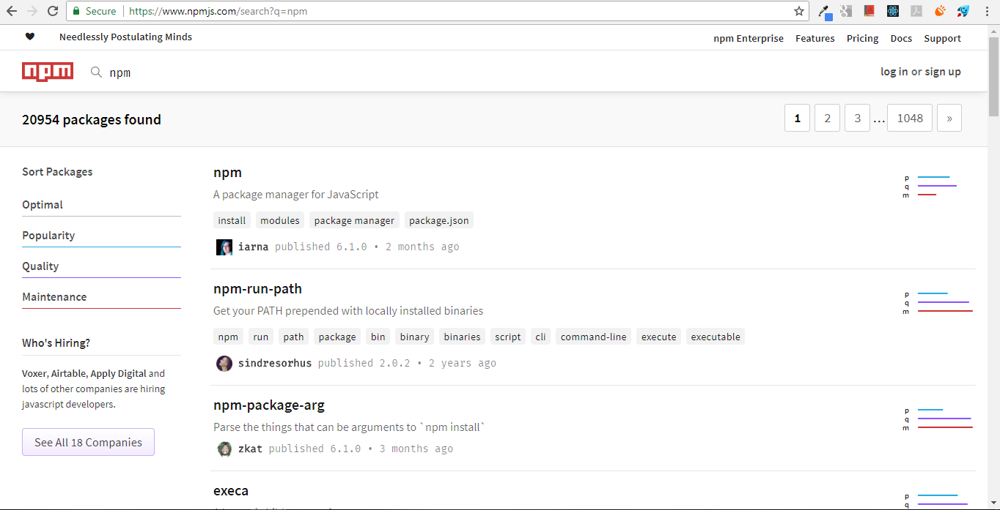 Secure https://www.npmjs.com/search?q=npm
Needlessly Postulating Minds
npm Enterprise Features Pricing Docs Support
npm
npm
log in or sign up
20954 packages found
1 2 3 ... 1048 »
Sort Packages
Optimal
Popularity
Quality
Maintenance
Who's Hiring?
Voxer, Airtable, Apply Digital and
lots of other companies are hiring
javascript developers.
See All 18 Companies
npm
A package manager for JavaScript
install modules package manager package.json
iarna published 6.1.0 • 2 months ago
p
q
m
npm-run-path
Get your PATH prepended with locally installed binaries
npm run path package bin binary binaries script cli command-line execute executable
sindresorhus published 2.0.2 • 2 years ago
p
q
m
npm-package-arg
Parse the things that can be arguments to `npm install`
zkat published 6.1.0 • 3 months ago
p
q
m
execa
p
q